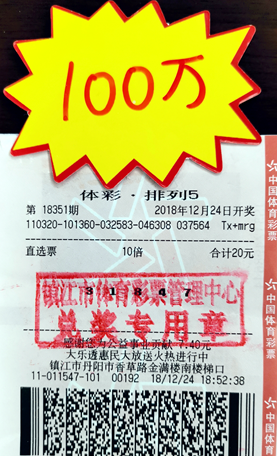 100万
体彩·排列5
第 18351期 2018年12月24日开奖
110320-101360-032583-046308 037564 Tx+mrg
直选票 10倍 合计20元
3 1 8 4 7
镇江市体育彩票管理中心
兑奖专用章
感谢您为公益事业贡献 7.40元
大乐透惠民大放送火热进行中
镇江市丹阳市香草路金满楼南楼梯口
11-011547-101 00192 18/12/24 18:52:38
中国体育彩票
中国体育彩票
中国体育